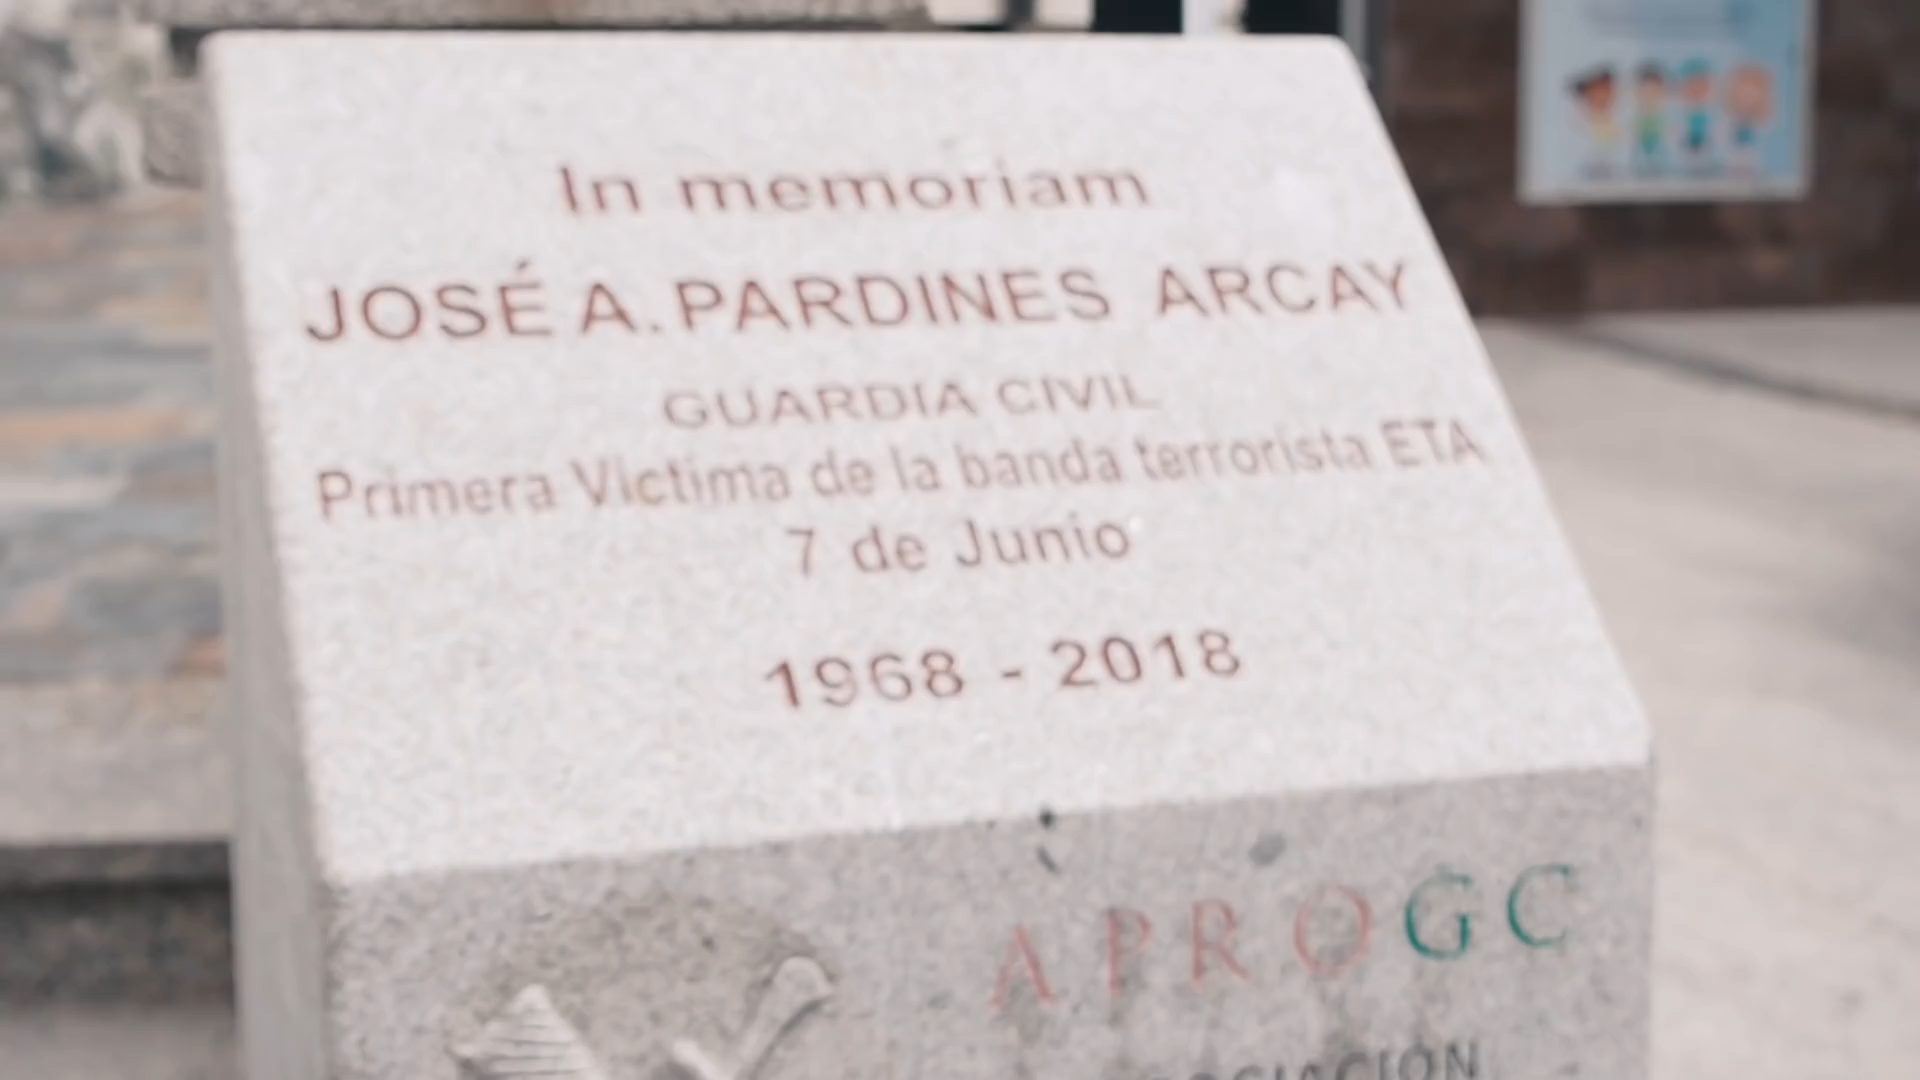 In memoriam
JOSÉ A. PARDINES ARCAY
GUARDIA CIVIL
Primera Victima de la banda terrorista ETA
7 de Junio
1968 - 2018
APROGC